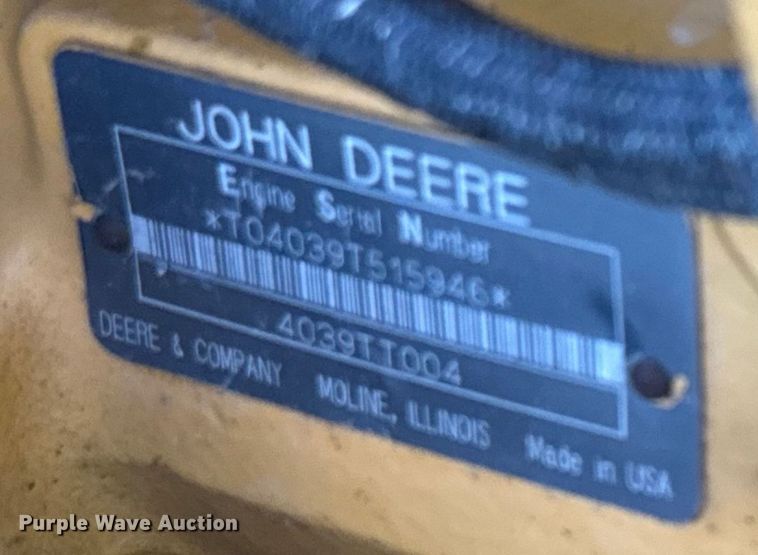 JOHN DEERE
Engine Serial Number
*T04039T515946*
4039TT004
DEERE & COMPANY MOLINE, ILLINOIS Made in USA
Purple Wave Auction